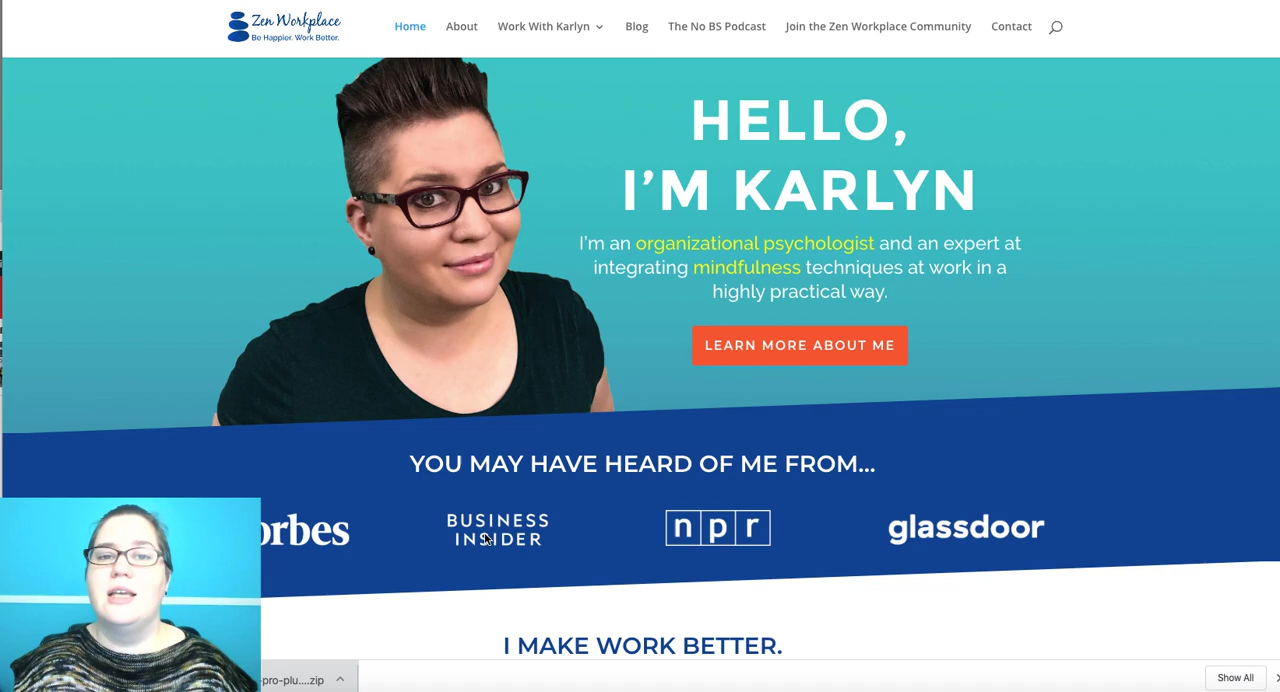 Zen Workplace
Be Happier. Work Better.
Home About Work With Karlyn Blog The No BS Podcast Join the Zen Workplace Community Contact
HELLO,
I'M KARLYN
I'm an organizational psychologist and an expert at
integrating mindfulness techniques at work in a
highly practical way.
LEARN MORE ABOUT ME
YOU MAY HAVE HEARD OF ME FROM...
orbes BUSINESS INSIDER npr glassdoor
I MAKE WORK BETTER.
-pro-plu....zip Show All